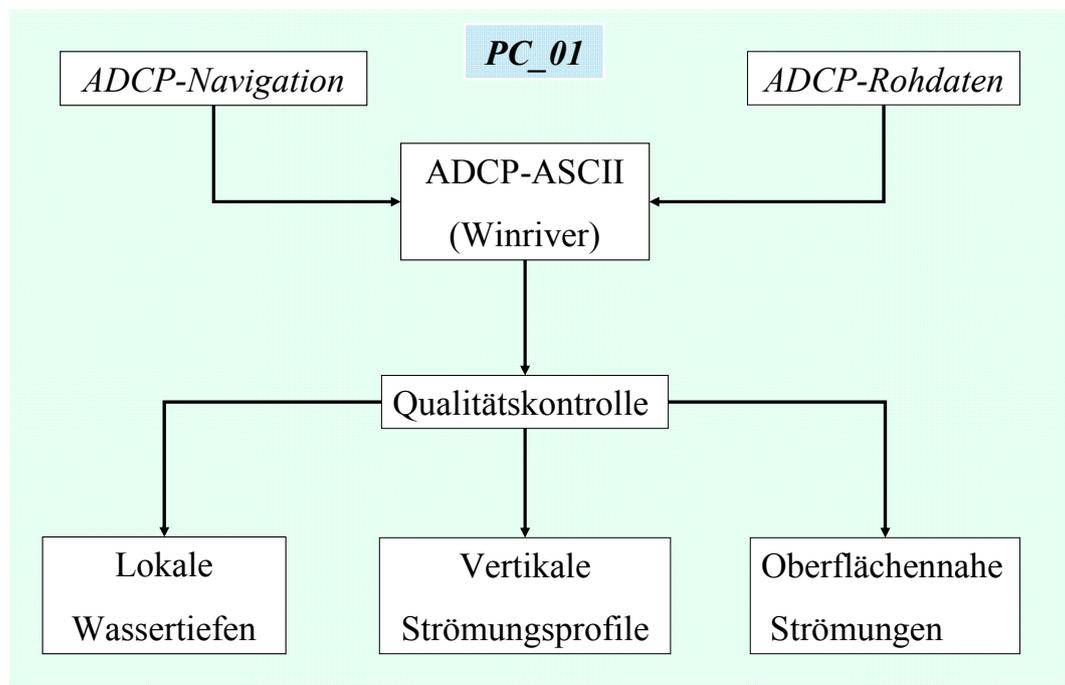 PC_01
ADCP-Navigation
ADCP-Rohdaten
ADCP-ASCII
(Winriver)
Qualitätskontrolle
Lokale
Wassertiefen
Vertikale
Strömungsprofile
Oberflächennahe
Strömungen